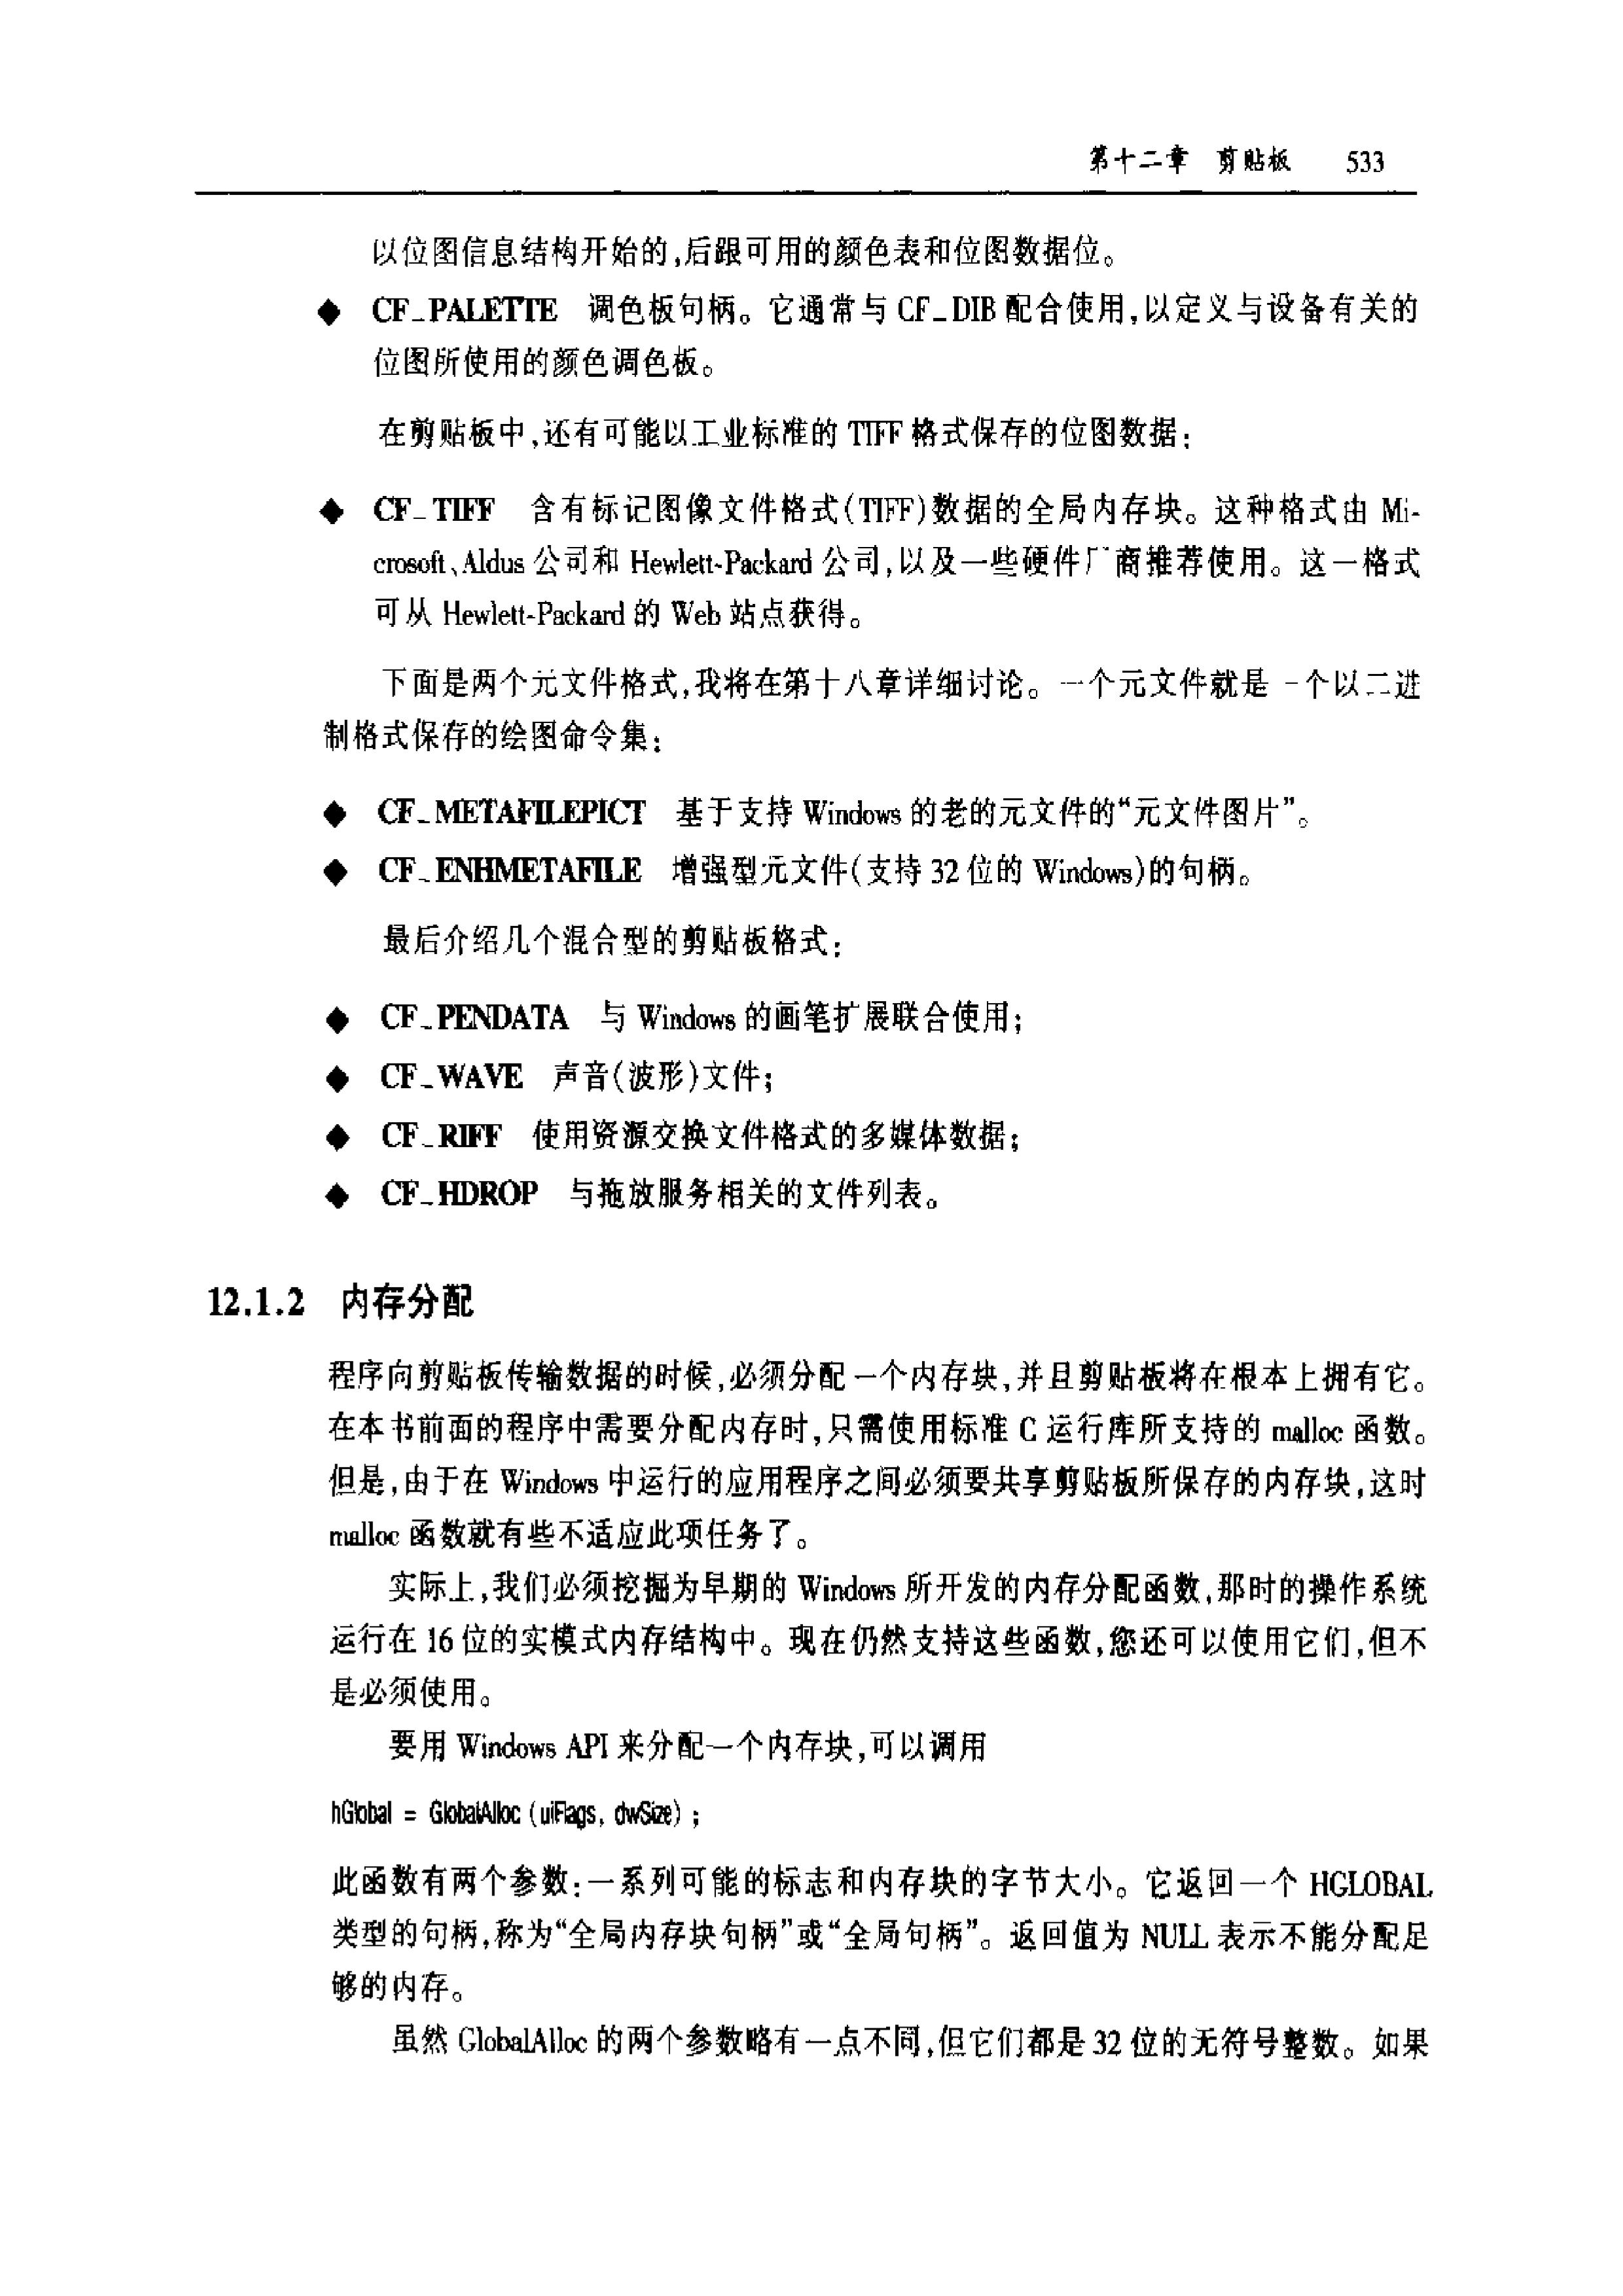 第十二章 剪贴板 533
以位图信息结构开始的,后跟可用的颜色表和位图数据位。
◆ CF_PALETTE 调色板句柄。它通常与 CF_DIB 配合使用,以定义与设备有关的
位图所使用的颜色调色板。
在剪贴板中,还有可能以工业标准的 TIFF 格式保存的位图数据:
◆ CF_TIFF 含有标记图像文件格式(TIFF)数据的全局内存块。这种格式由 Mi-
crosoft、Aldus 公司和 Hewlett-Packard 公司,以及一些硬件厂商推荐使用。这一格式
可从 Hewlett-Packard 的 Web 站点获得。
下面是两个元文件格式,我将在第十八章详细讨论。一个元文件就是一个以二进
制格式保存的绘图命令集:
◆ CF_METAFILEPICT 基于支持 Windows 的老的元文件的“元文件图片”。
◆ CF_ENHMETAFILE 增强型元文件(支持 32 位的 Windows)的句柄。
最后介绍几个混合型的剪贴板格式:
◆ CF_PENDATA 与 Windows 的画笔扩展联合使用;
◆ CF_WAVE 声音(波形)文件;
◆ CF_RIFF 使用资源交换文件格式的多媒体数据;
◆ CF_HDROP 与拖放服务相关的文件列表。
12.1.2 内存分配
程序向剪贴板传输数据的时候,必须分配一个内存块,并且剪贴板将在根本上拥有它。
在本书前面的程序中需要分配内存时,只需使用标准 C 运行库所支持的 malloc 函数。
但是,由于在 Windows 中运行的应用程序之间必须要共享剪贴板所保存的内存块,这时
malloc 函数就有些不适应此项任务了。
实际上,我们必须挖掘为早期的 Windows 所开发的内存分配函数,那时的操作系统
运行在 16 位的实模式内存结构中。现在仍然支持这些函数,您还可以使用它们,但不
是必须使用。
要用 Windows API 来分配一个内存块,可以调用
hGlobal = GlobalAlloc (uiFlags, dwSize) ;
此函数有两个参数:一系列可能的标志和内存块的字节大小。它返回一个 HGLOBAL
类型的句柄,称为“全局内存块句柄”或“全局句柄”。返回值为 NULL 表示不能分配足
够的内存。
虽然 GlobalAlloc 的两个参数略有一点不同,但它们都是 32 位的无符号整数。如果